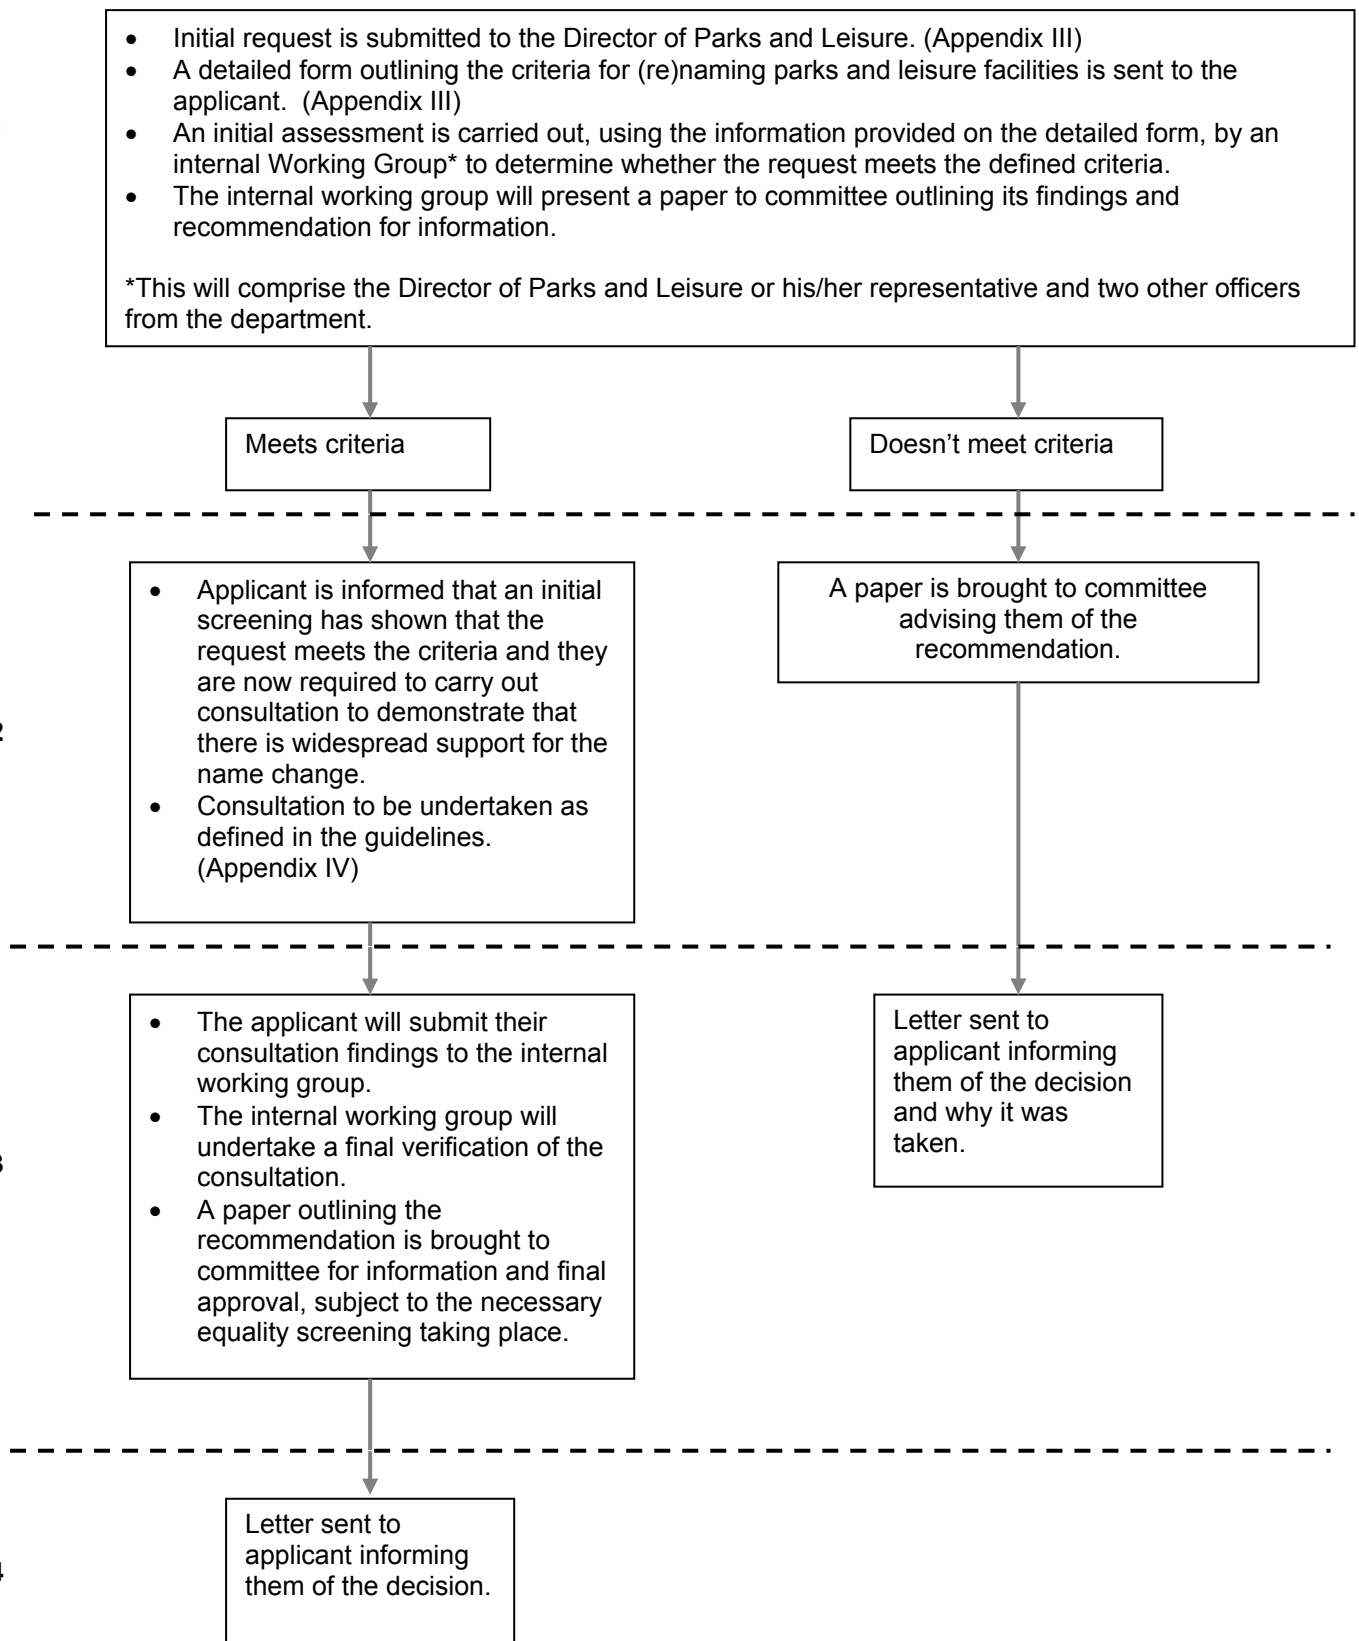 • Initial request is submitted to the Director of Parks and Leisure. (Appendix III)
• A detailed form outlining the criteria for (re)naming parks and leisure facilities is sent to the
applicant.  (Appendix III)
• An initial assessment is carried out, using the information provided on the detailed form, by an
internal Working Group* to determine whether the request meets the defined criteria.
• The internal working group will present a paper to committee outlining its findings and
recommendation for information.
*This will comprise the Director of Parks and Leisure or his/her representative and two other officers
from the department.
Meets criteria
Doesn’t meet criteria
2
• Applicant is informed that an initial
screening has shown that the
request meets the criteria and they
are now required to carry out
consultation to demonstrate that
there is widespread support for the
name change.
• Consultation to be undertaken as
defined in the guidelines.
(Appendix IV)
A paper is brought to committee
advising them of the
recommendation.
3
• The applicant will submit their
consultation findings to the internal
working group.
• The internal working group will
undertake a final verification of the
consultation.
• A paper outlining the
recommendation is brought to
committee for information and final
approval, subject to the necessary
equality screening taking place.
Letter sent to
applicant informing
them of the decision
and why it was
taken.
4
Letter sent to
applicant informing
them of the decision.